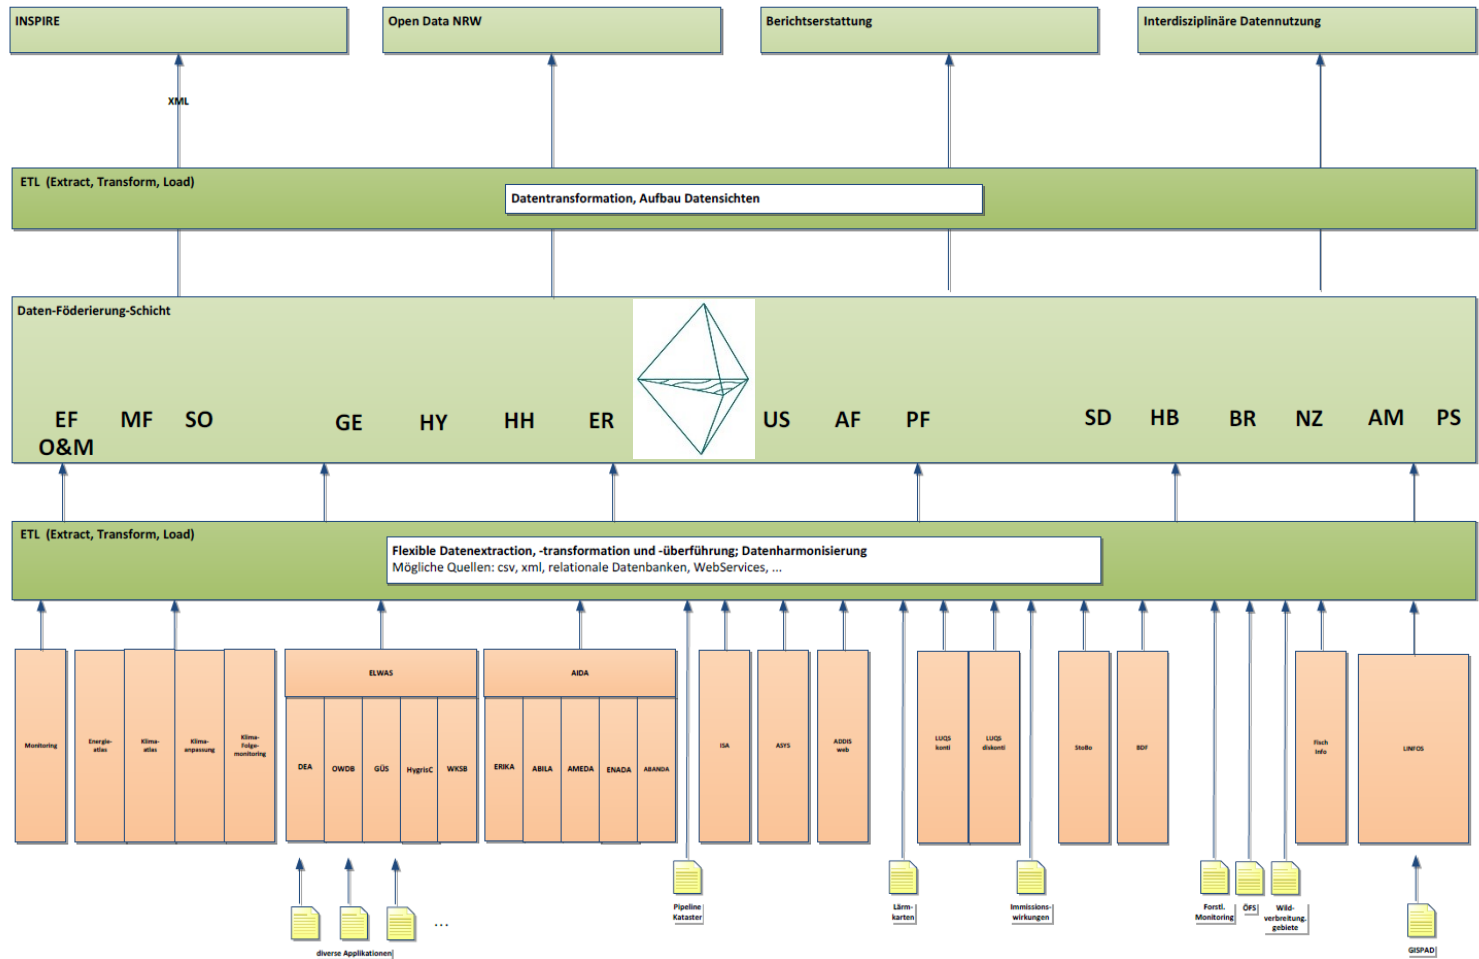 INSPIRE
Open Data NRW
Berichtserstattung
Interdisziplinäre Datennutzung
XML
ETL (Extract, Transform, Load)
Datentransformation, Aufbau Datensichten
Daten-Föderierung-Schicht
EF MF SO GE HY HH ER US AF PF SD HB BR NZ AM PS
O&M
ETL (Extract, Transform, Load)
Flexible Datenextraction, -transformation und -überführung; Datenharmonisierung
Mögliche Quellen: csv, xml, relationale Datenbanken, WebServices, ...
Monitoring
Energie-
atlas
Klima-
atlas
Klima-
anpassung
Klima-
Folge-
monitoring
ELWAS
DEA
OWDB
GÜS
HygrisC
WKSB
AIDA
ERIKA
ABILA
AMEDA
ENADA
ABANDA
ISA
ASYS
ADDIS
web
LUQS
konti
LUQS
diskonti
StoBo
BDF
Fisch
Info
LINFOS
diverse Applikationen
...
Pipeline
Kataster
Lärm-
karten
Immissions-
wirkungen
Forstl.
Monitoring
ÖFS
Wild-
verbreitung.
gebiete
GISPAD